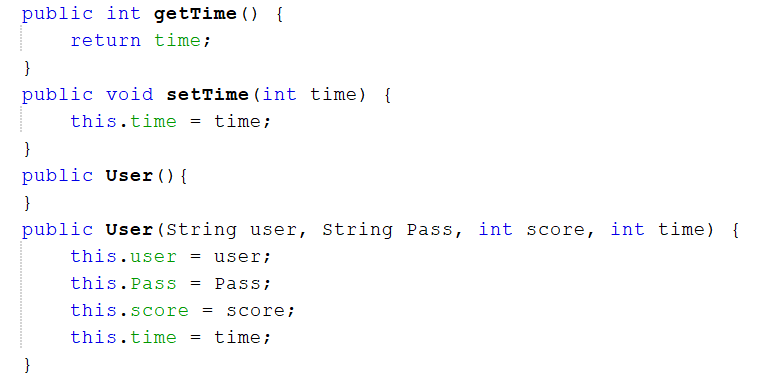 public int getTime() {
    return time;
}
public void setTime(int time) {
    this.time = time;
}
public User(){
}
public User(String user, String Pass, int score, int time) {
    this.user = user;
    this.Pass = Pass;
    this.score = score;
    this.time = time;
}